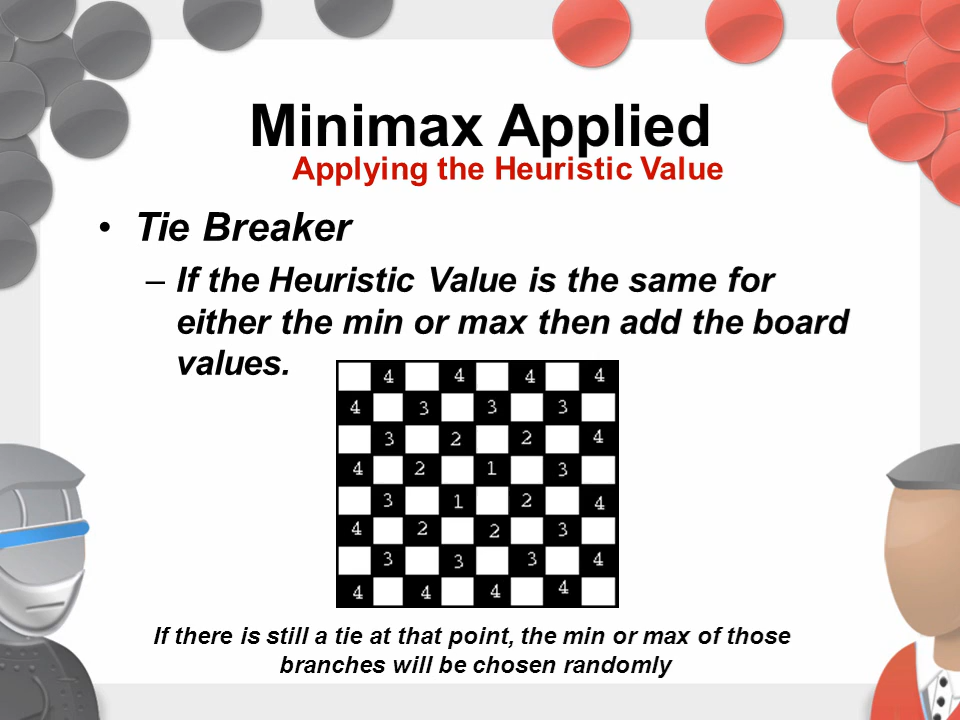 Minimax Applied
Applying the Heuristic Value
• Tie Breaker
– If the Heuristic Value is the same for
either the min or max then add the board
values.
4 4 4 4
4 3 3 3
3 2 2 4
4 2 1 3
3 1 2 4
4 2 2 3
3 3 3 4
4 4 4 4
If there is still a tie at that point, the min or max of those
branches will be chosen randomly